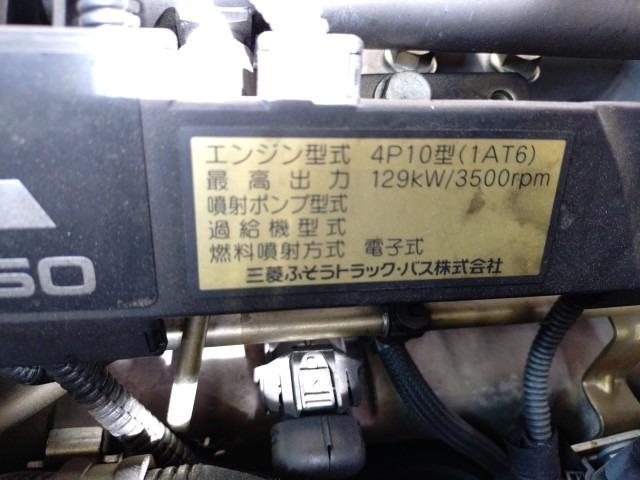 エンジン型式 4P10型(1AT6)
最高出力 129kW/3500rpm
噴射ポンプ型式
過給機型式
燃料噴射方式 電子式
三菱ふそうトラック・バス株式会社